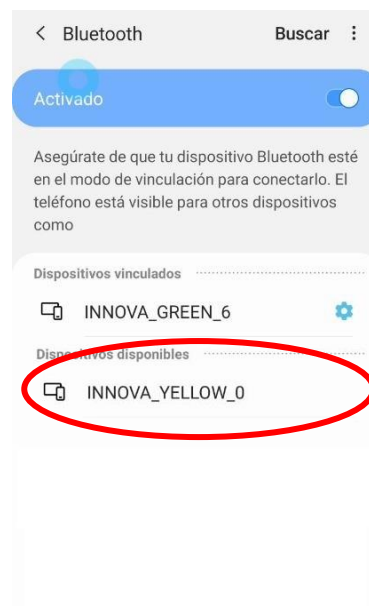 Bluetooth Buscar
Activado
Asegúrate de que tu dispositivo Bluetooth esté
en el modo de vinculación para conectarlo. El
teléfono está visible para otros dispositivos
como
Dispositivos vinculados
INNOVA_GREEN_6
Dispositivos disponibles
INNOVA_YELLOW_0